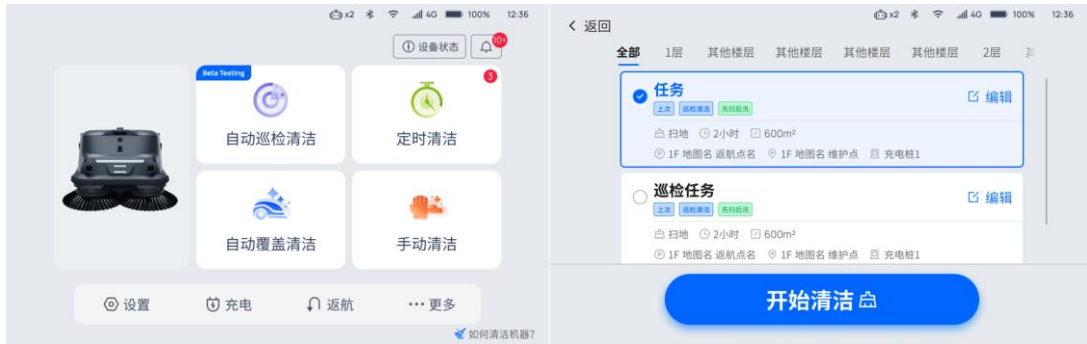 x2 4G 100% 12:36
设备状态 10+
Beta Testing
自动巡检清洁
3
定时清洁
自动覆盖清洁
手动清洁
设置 充电 返航 ••• 更多
如何清洁机器?
x2 4G 100% 12:36
返回
全部 1层 其他楼层 其他楼层 其他楼层 其他楼层 2层
任务 编辑
上次 巡检清洁 先扫后洗
扫地 2小时 600m²
P 1F 地图名 返航点名 1F 地图名 维护点 充电桩1
巡检任务 编辑
上次 巡检清洁 先扫后洗
扫地 2小时 600m²
P 1F 地图名 返航点名 1F 地图名 维护点 充电桩1
开始清洁